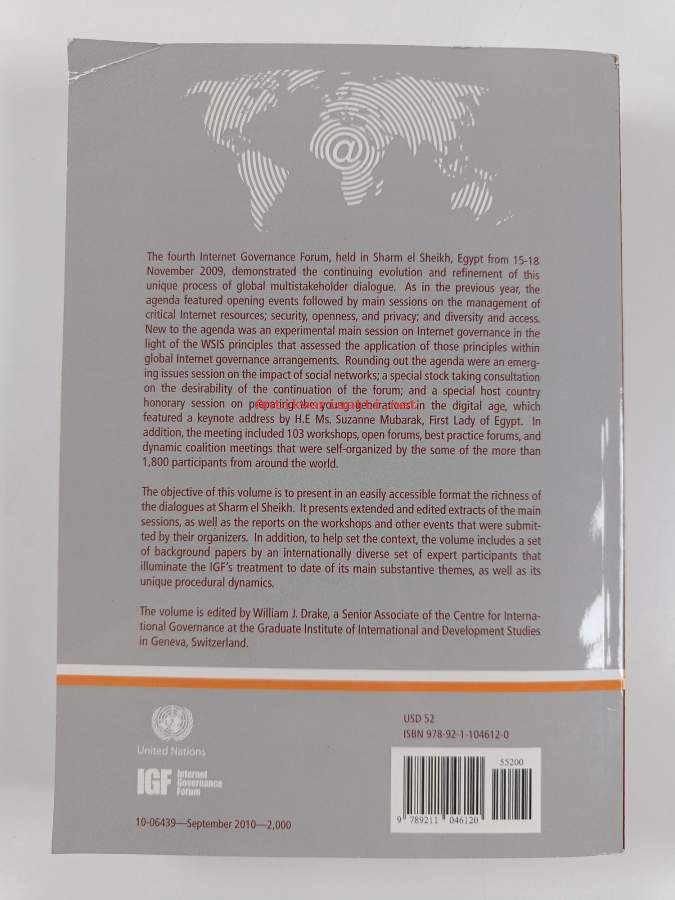 @
The fourth Internet Governance Forum, held in Sharm el Sheikh, Egypt from 15-18
November 2009, demonstrated the continuing evolution and refinement of this
unique process of global multistakeholder dialogue. As in the previous year, the
agenda featured opening events followed by main sessions on the management of
critical Internet resources; security, openness, and privacy; and diversity and access.
New to the agenda was an experimental main session on Internet governance in the
light of the WSIS principles that assessed the application of those principles within
global Internet governance arrangements. Rounding out the agenda were an emerg-
ing issues session on the impact of social networks; a special stock taking consultation
on the desirability of the continuation of the forum; and a special host country
honorary session on preparing the young generations in the digital age, which
featured a keynote address by H.E Ms. Suzanne Mubarak, First Lady of Egypt. In
addition, the meeting included 103 workshops, open forums, best practice forums, and
dynamic coalition meetings that were self-organized by the some of the more than
1,800 participants from around the world.
The objective of this volume is to present in an easily accessible format the richness of
the dialogues at Sharm el Sheikh. It presents extended and edited extracts of the main
sessions, as well as the reports on the workshops and other events that were submit-
ted by their organizers. In addition, to help set the context, the volume includes a set
of background papers by an internationally diverse set of expert participants that
illuminate the IGF's treatment to date of its main substantive themes, as well as its
unique procedural dynamics.
The volume is edited by William J. Drake, a Senior Associate of the Centre for Interna-
tional Governance at the Graduate Institute of International and Development Studies
in Geneva, Switzerland.
United Nations
IGF Internet
Governance
Forum
10-06439—September 2010—2,000
USD 52
ISBN 978-92-1-104612-0
55200
9 789211 046120